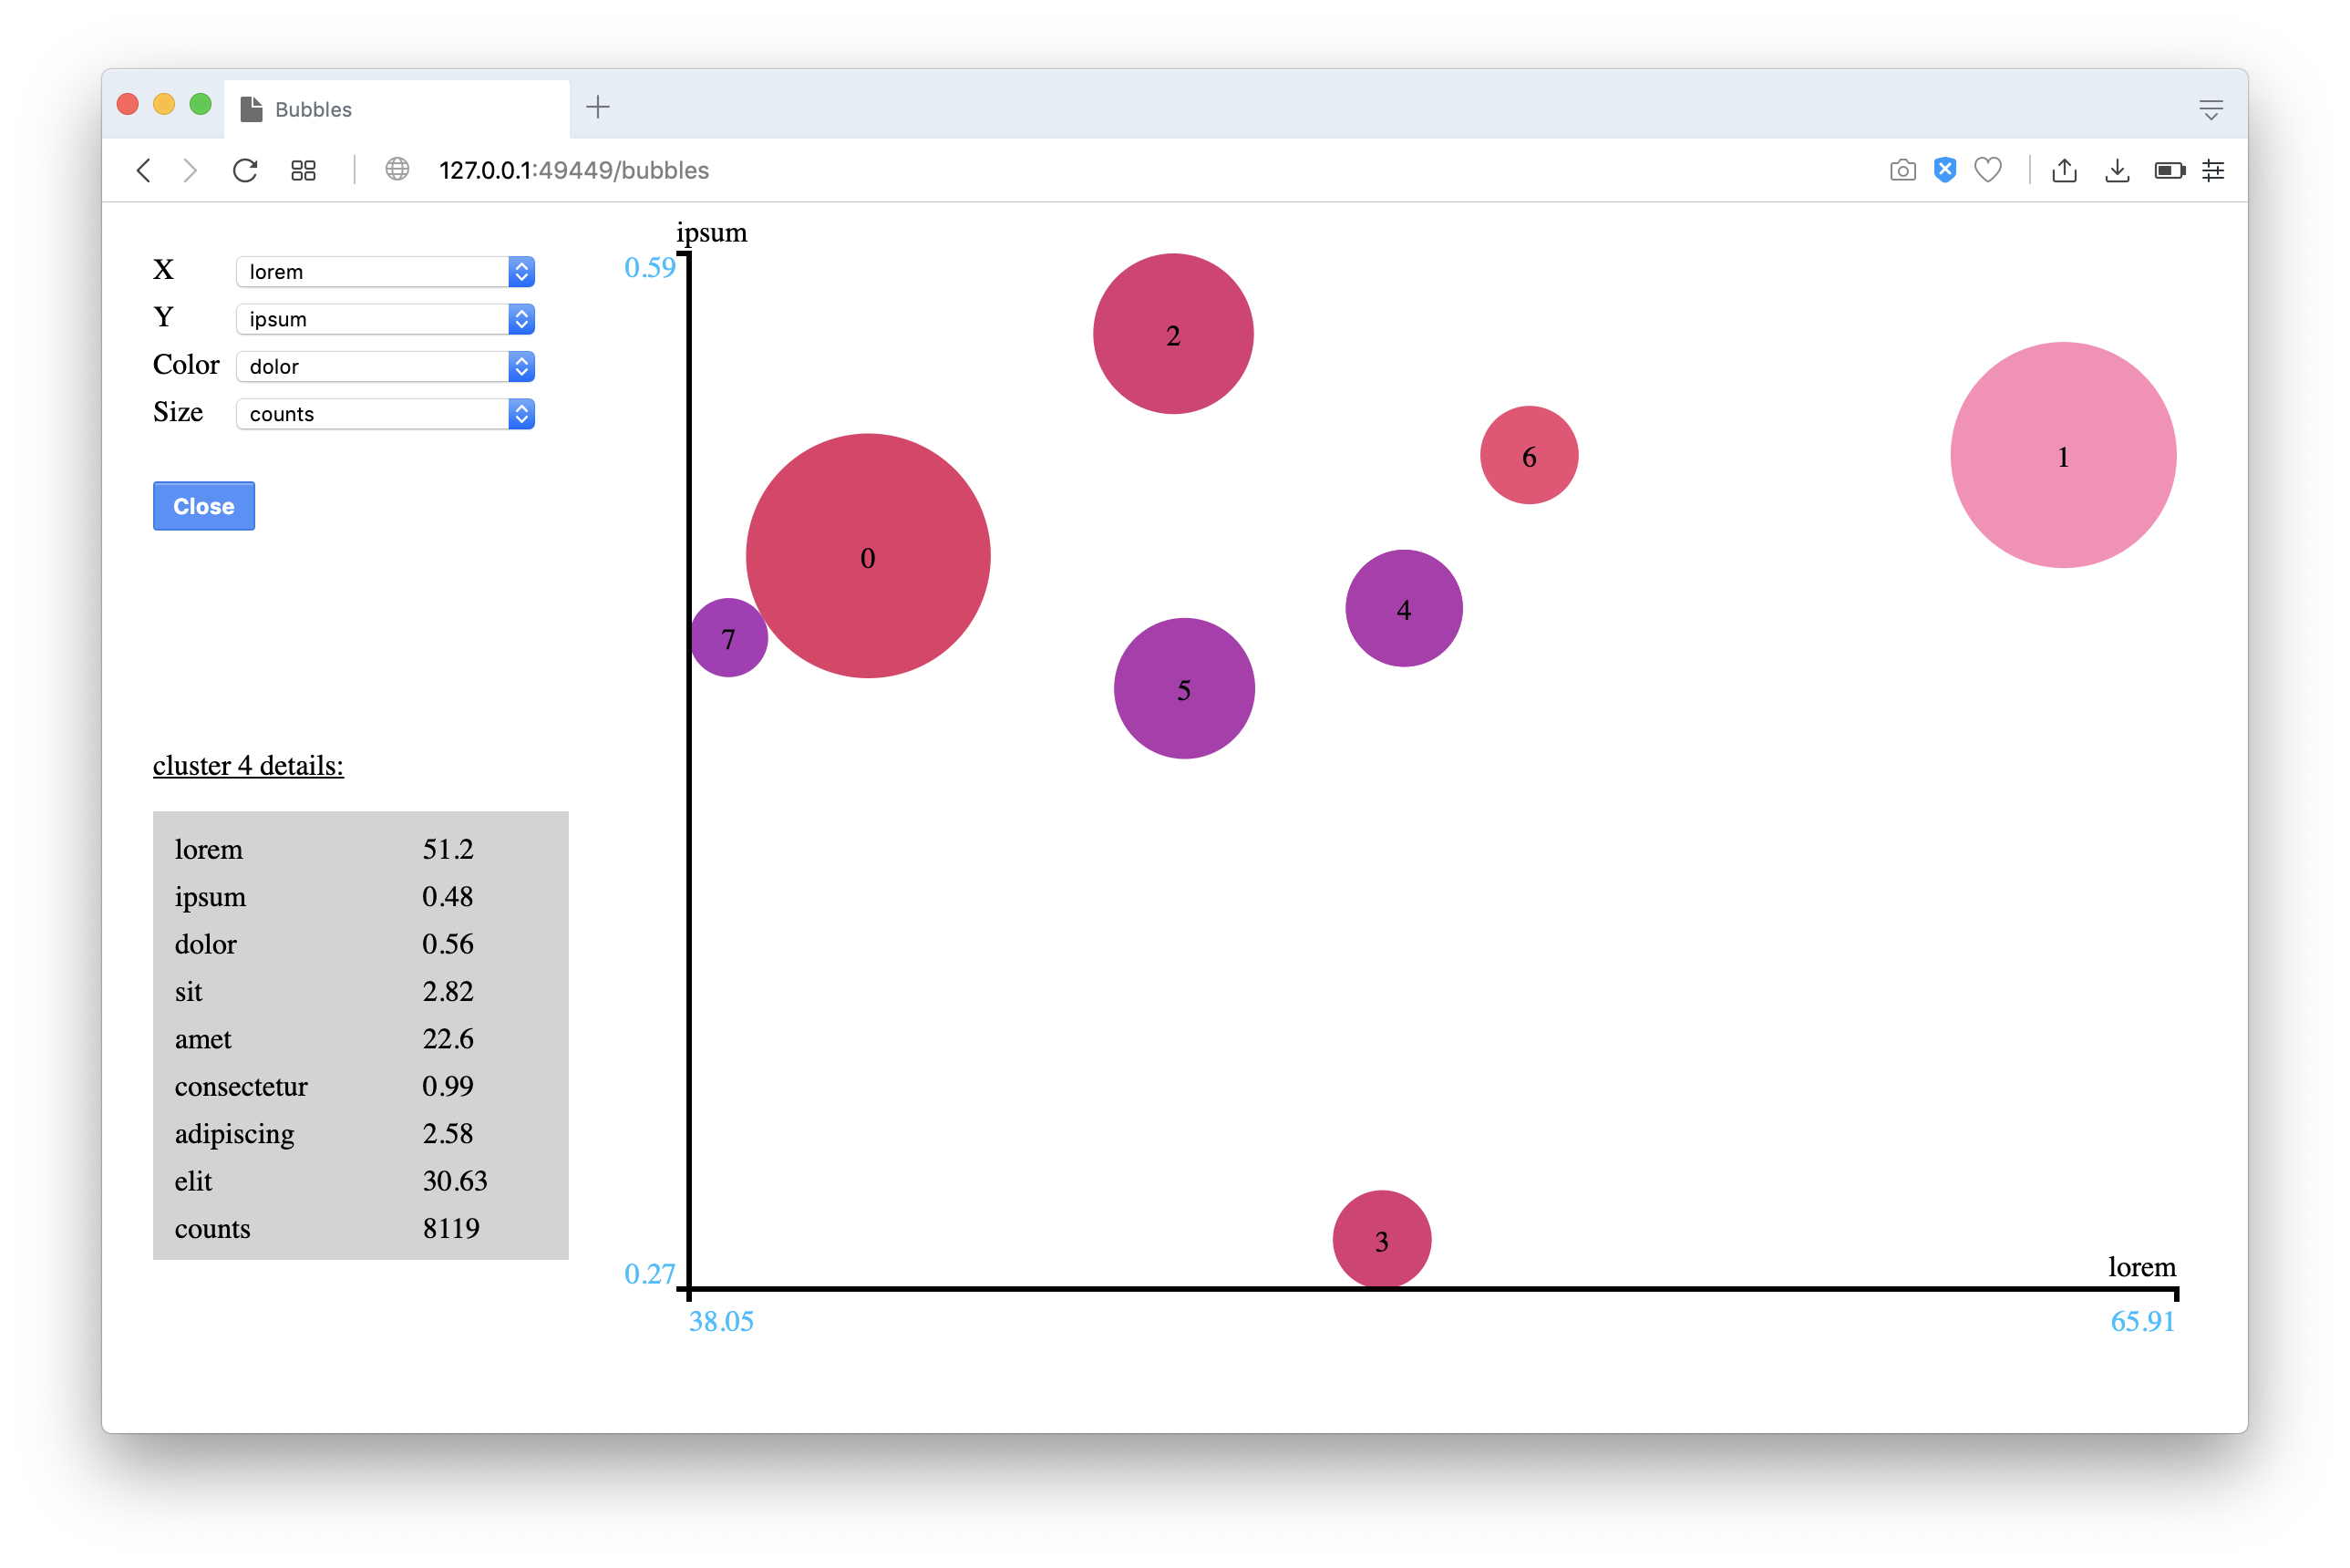 Bubbles
127.0.0.1:49449/bubbles
X lorem
Y ipsum
Color dolor
Size counts
Close
cluster 4 details:
lorem 51.2
ipsum 0.48
dolor 0.56
sit 2.82
amet 22.6
consectetur 0.99
adipiscing 2.58
elit 30.63
counts 8119
ipsum
0.59
2
6
1
0
4
7
5
3
lorem
0.27
38.05
65.91